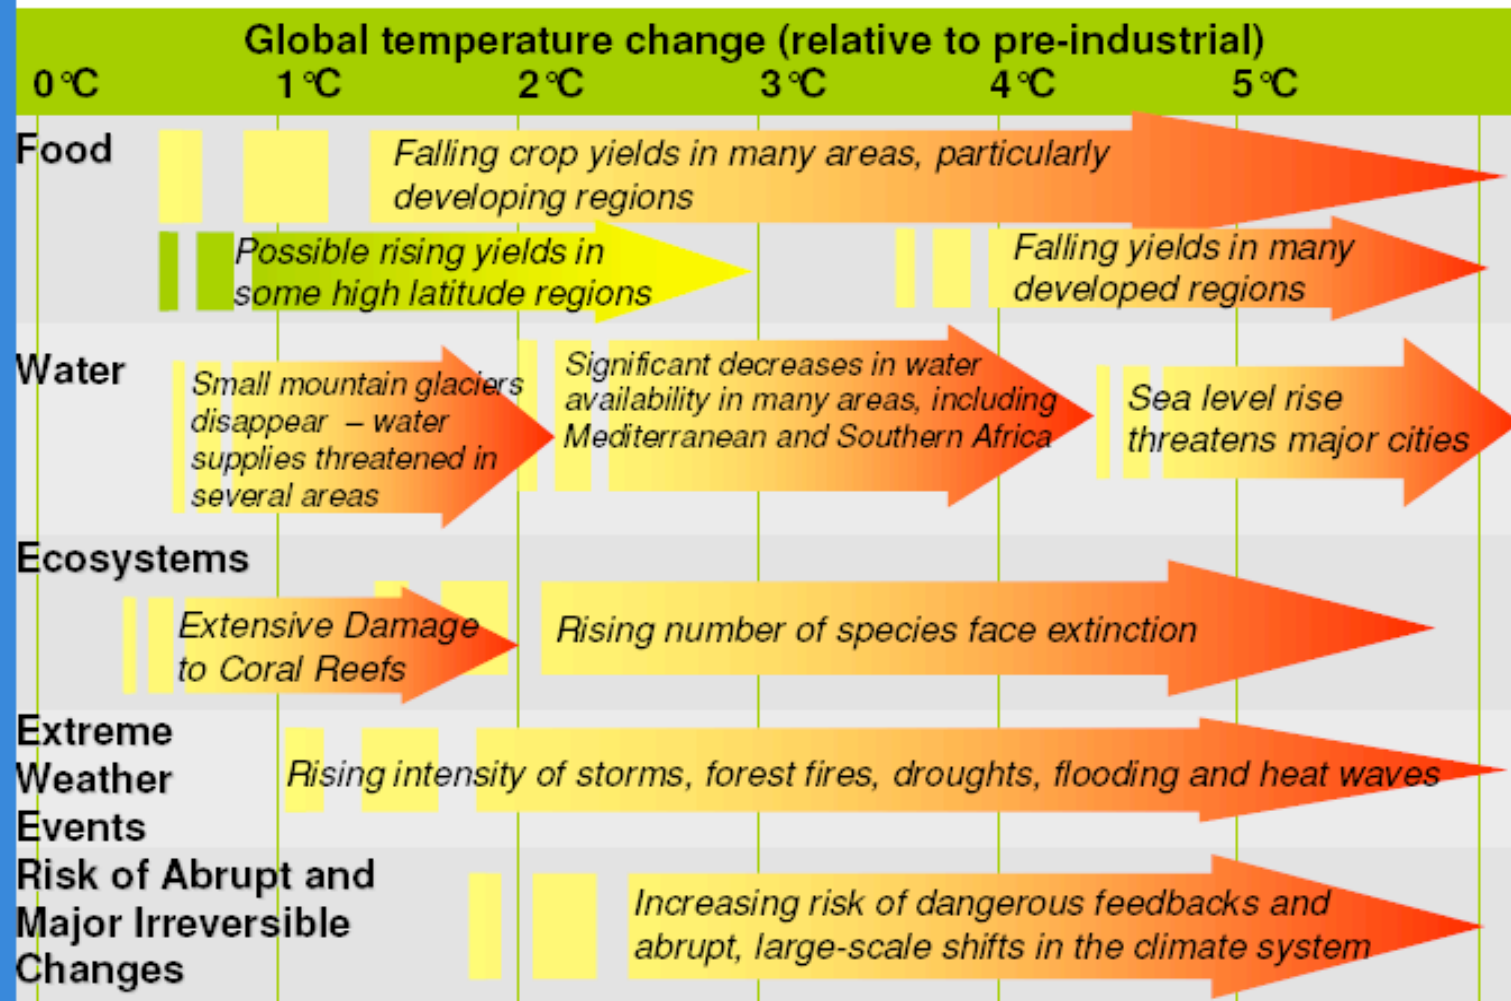 Global temperature change (relative to pre-industrial)
0°C 1°C 2°C 3°C 4°C 5°C
Food
Falling crop yields in many areas, particularly
developing regions
Possible rising yields in
some high latitude regions
Falling yields in many
developed regions
Water
Small mountain glaciers
disappear – water
supplies threatened in
several areas
Significant decreases in water
availability in many areas, including
Mediterranean and Southern Africa
Sea level rise
threatens major cities
Ecosystems
Extensive Damage
to Coral Reefs
Rising number of species face extinction
Extreme
Weather
Events
Rising intensity of storms, forest fires, droughts, flooding and heat waves
Risk of Abrupt and
Major Irreversible
Changes
Increasing risk of dangerous feedbacks and
abrupt, large-scale shifts in the climate system